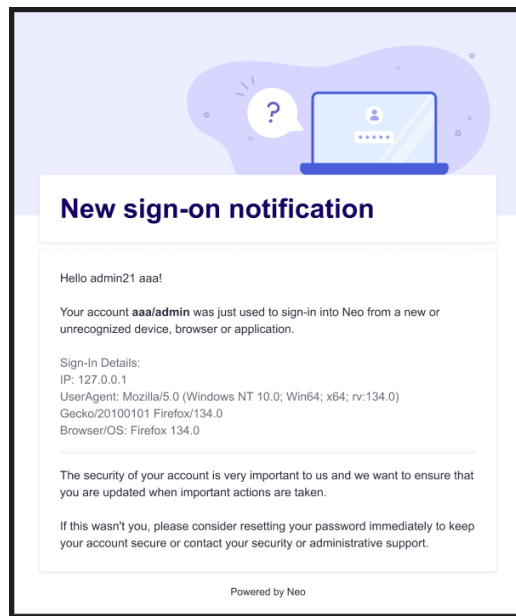 ?
New sign-on notification
Hello admin21 aaa!
Your account aaa/admin was just used to sign-in into Neo from a new or
unrecognized device, browser or application.
Sign-In Details:
IP: 127.0.0.1
UserAgent: Mozilla/5.0 (Windows NT 10.0; Win64; x64; rv:134.0)
Gecko/20100101 Firefox/134.0
Browser/OS: Firefox 134.0
The security of your account is very important to us and we want to ensure that
you are updated when important actions are taken.
If this wasn't you, please consider resetting your password immediately to keep
your account secure or contact your security or administrative support.
Powered by Neo